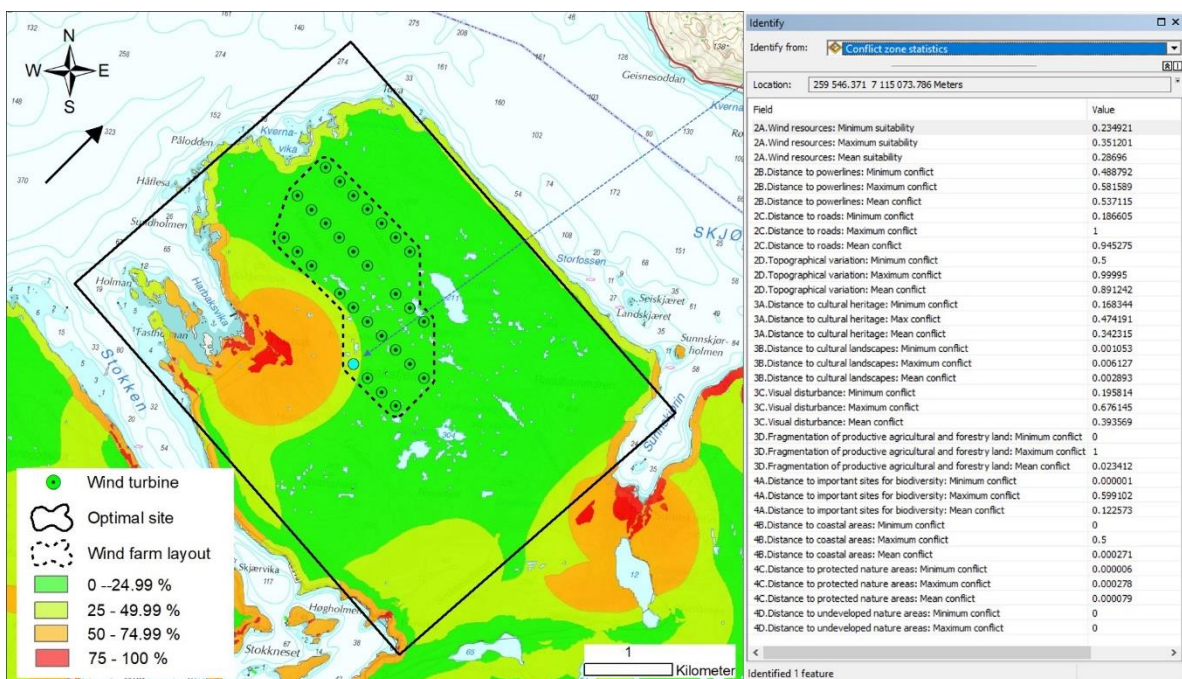 N
W E
S
Geisnesoddan
Kverna-
vika
Pålodden
Håflesa
Sundholmen
Holman
Harbaksvika
Fastholman
Stokken
SKJØ
Storfossen
Seiskjæret
Landskjæret
Sunnskjør-
holmen
Sunnskjørin
Skjærvika
Høgholmen
Stokkneset
Wind turbine
Optimal site
Wind farm layout
0 --24.99 %
25 - 49.99 %
50 - 74.99 %
75 - 100 %
1
Kilometer
Identify
Identify from: Conflict zone statistics
Location: 259 546.371 7 115 073.786 Meters
Field Value
2A.Wind resources: Minimum suitability 0.234921
2A.Wind resources: Maximum suitability 0.351201
2A.Wind resources: Mean suitability 0.28696
2B.Distance to powerlines: Minimum conflict 0.488792
2B.Distance to powerlines: Maximum conflict 0.581589
2B.Distance to powerlines: Mean conflict 0.537115
2C.Distance to roads: Minimum conflict 0.186605
2C.Distance to roads: Maximum conflict 1
2C.Distance to roads: Mean conflict 0.945275
2D.Topographical variation: Minimum conflict 0.5
2D.Topographical variation: Maximum conflict 0.99995
2D.Topographical variation: Mean conflict 0.891242
3A.Distance to cultural heritage: Minimum conflict 0.168344
3A.Distance to cultural heritage: Max conflict 0.474191
3A.Distance to cultural heritage: Mean conflict 0.342315
3B.Distance to cultural landscapes: Minimum conflict 0.001053
3B.Distance to cultural landscapes: Maximum conflict 0.006127
3B.Distance to cultural landscapes: Mean conflict 0.002893
3C.Visual disturbance: Minimum conflict 0.195814
3C.Visual disturbance: Maximum conflict 0.676145
3C.Visual disturbance: Mean conflict 0.393569
3D.Fragmentation of productive agricultural and forestry land: Minimum conflict 0
3D.Fragmentation of productive agricultural and forestry land: Maximum conflict 1
3D.Fragmentation of productive agricultural and forestry land: Mean conflict 0.023412
4A.Distance to important sites for biodiversity: Minimum conflict 0.000001
4A.Distance to important sites for biodiversity: Maximum conflict 0.599102
4A.Distance to important sites for biodiversity: Mean conflict 0.122573
4B.Distance to coastal areas: Minimum conflict 0
4B.Distance to coastal areas: Maximum conflict 0.5
4B.Distance to coastal areas: Mean conflict 0.000271
4C.Distance to protected nature areas: Minimum conflict 0.000006
4C.Distance to protected nature areas: Maximum conflict 0.000278
4C.Distance to protected nature areas: Mean conflict 0.000079
4D.Distance to undeveloped nature areas: Minimum conflict 0
4D.Distance to undeveloped nature areas: Maximum conflict 0
Identified 1 feature